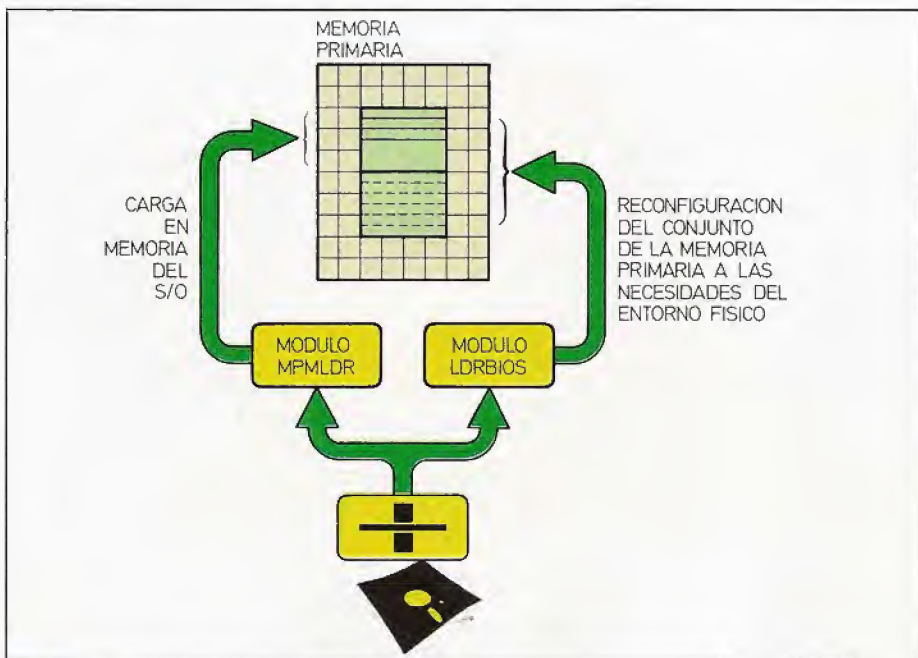 MEMORIA
PRIMARIA
CARGA
EN
MEMORIA
DEL
S/O
RECONFIGURACION
DEL CONJUNTO
DE LA MEMORIA
PRIMARIA A LAS
NECESIDADES DEL
ENTORNO FISICO
MODULO
MPMLDR
MODULO
LDRBIOS